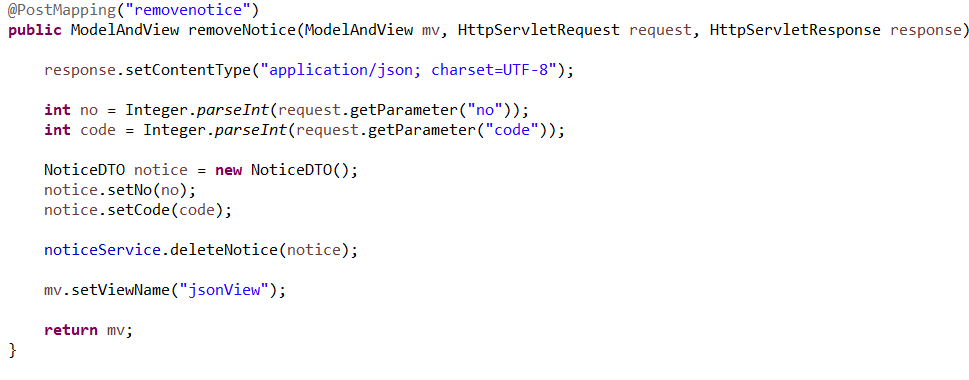 @PostMapping("removenotice")
public ModelAndView removeNotice(ModelAndView mv, HttpServletRequest request, HttpServletResponse response)
response.setContentType("application/json; charset=UTF-8");
int no = Integer.parseInt(request.getParameter("no"));
int code = Integer.parseInt(request.getParameter("code"));
NoticeDTO notice = new NoticeDTO();
notice.setNo(no);
notice.setCode(code);
noticeService.deleteNotice(notice);
mv.setViewName("jsonView");
return mv;
}